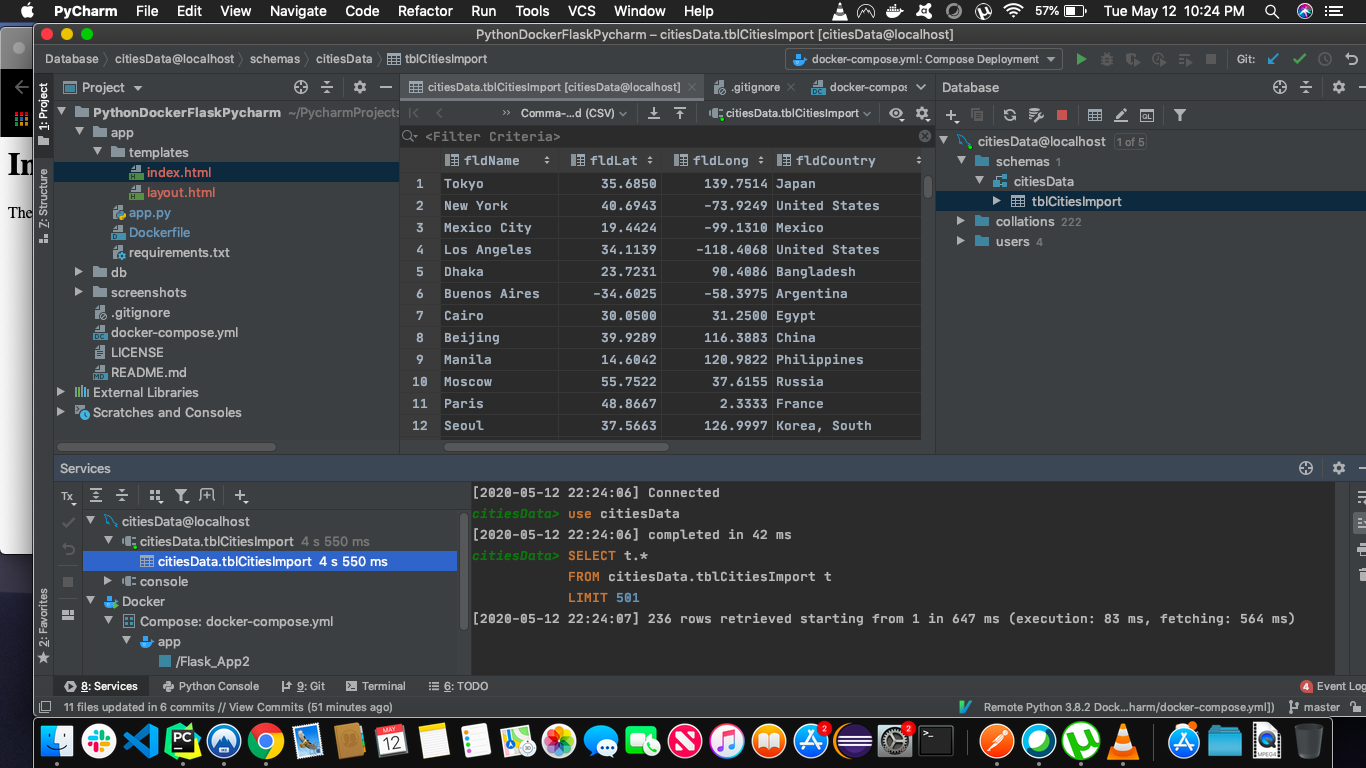 PyCharm File Edit View Navigate Code Refactor Run Tools VCS Window Help 57% Tue May 12 10:24 PM
PythonDockerFlaskPycharm – citiesData.tblCitiesImport [citiesData@localhost]
Database citiesData@localhost schemas citiesData tblCitiesImport docker-compose.yml: Compose Deployment Git:
1: Project
Project
citiesData.tblCitiesImport [citiesData@localhost] .gitignore docker-compos
Database
PythonDockerFlaskPycharm ~/PycharmProjects
Comma-...d (CSV) citiesData.tblCitiesImport
app
templates
index.html
layout.html
app.py
Dockerfile
requirements.txt
db
screenshots
.gitignore
docker-compose.yml
LICENSE
README.md
External Libraries
Scratches and Consoles
In
The
Z: Structure
<Filter Criteria>
fldName fldLat fldLong fldCountry
1 Tokyo 35.6850 139.7514 Japan
2 New York 40.6943 -73.9249 United States
3 Mexico City 19.4424 -99.1310 Mexico
4 Los Angeles 34.1139 -118.4068 United States
5 Dhaka 23.7231 90.4086 Bangladesh
6 Buenos Aires -34.6025 -58.3975 Argentina
7 Cairo 30.0500 31.2500 Egypt
8 Beijing 39.9289 116.3883 China
9 Manila 14.6042 120.9822 Philippines
10 Moscow 55.7522 37.6155 Russia
11 Paris 48.8667 2.3333 France
12 Seoul 37.5663 126.9997 Korea, South
citiesData@localhost 1 of 5
schemas 1
citiesData
tblCitiesImport
collations 222
users 4
Services
Tx
citiesData@localhost
citiesData.tblCitiesImport 4 s 550 ms
citiesData.tblCitiesImport 4 s 550 ms
console
Docker
Compose: docker-compose.yml
app
/Flask_App2
2: Favorites
[2020-05-12 22:24:06] Connected
citiesData> use citiesData
[2020-05-12 22:24:06] completed in 42 ms
citiesData> SELECT t.*
FROM citiesData.tblCitiesImport t
LIMIT 501
[2020-05-12 22:24:07] 236 rows retrieved starting from 1 in 647 ms (execution: 83 ms, fetching: 564 ms)
8: Services Python Console 9: Git Terminal 6: TODO 4 Event Log
11 files updated in 6 commits // View Commits (51 minutes ago) Remote Python 3.8.2 Dock...harm/docker-compose.yml]) master
PC
MAY
12
2
2
MPEG